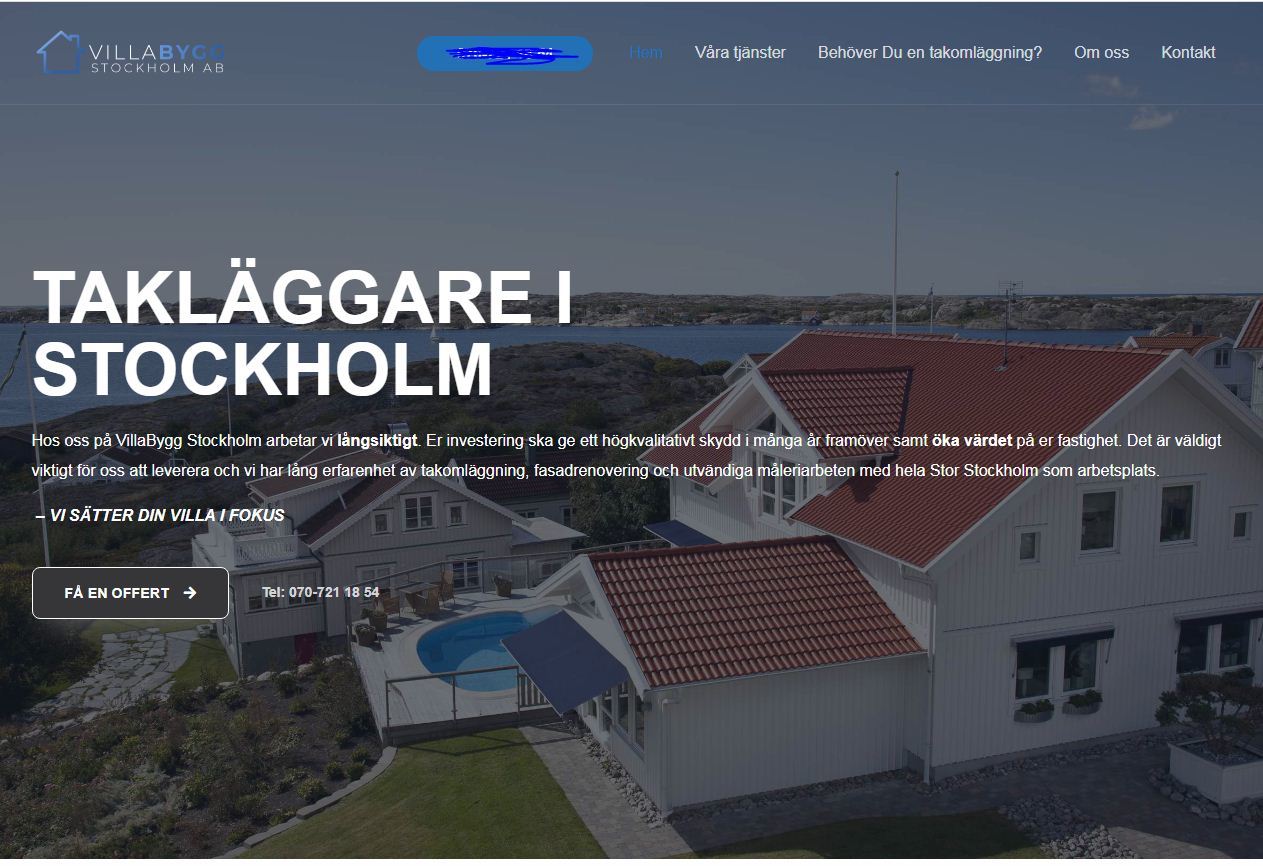 VILLABYGG
STOCKHOLM AB
Hem
Våra tjänster
Behöver Du en takomläggning?
Om oss
Kontakt
TAKLÄGGARE I
STOCKHOLM
Hos oss på VillaBygg Stockholm arbetar vi långsiktigt. Er investering ska ge ett högkvalitativt skydd i många år framöver samt öka värdet på er fastighet. Det är väldigt
viktigt för oss att leverera och vi har lång erfarenhet av takomläggning, fasadrenovering och utvändiga måleriarbeten med hela Stor Stockholm som arbetsplats.
– VI SÄTTER DIN VILLA I FOKUS
FÅ EN OFFERT
Tel: 070-721 18 54